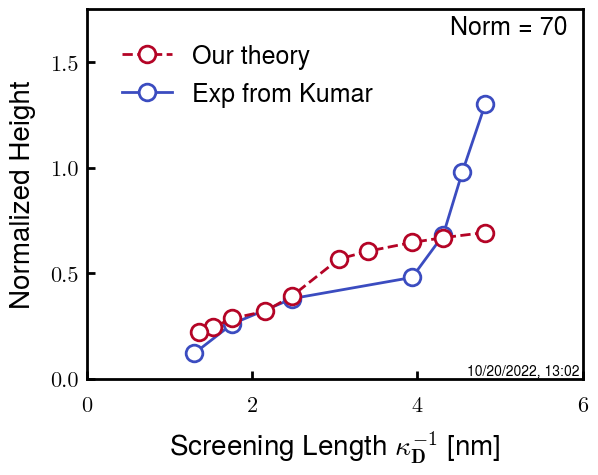 Norm = 70
Our theory
Exp from Kumar
Normalized Height
1.5
1.0
0.5
0.0
10/20/2022, 13:02
0 2 4 6
Screening Length κ_D^{-1} [nm]